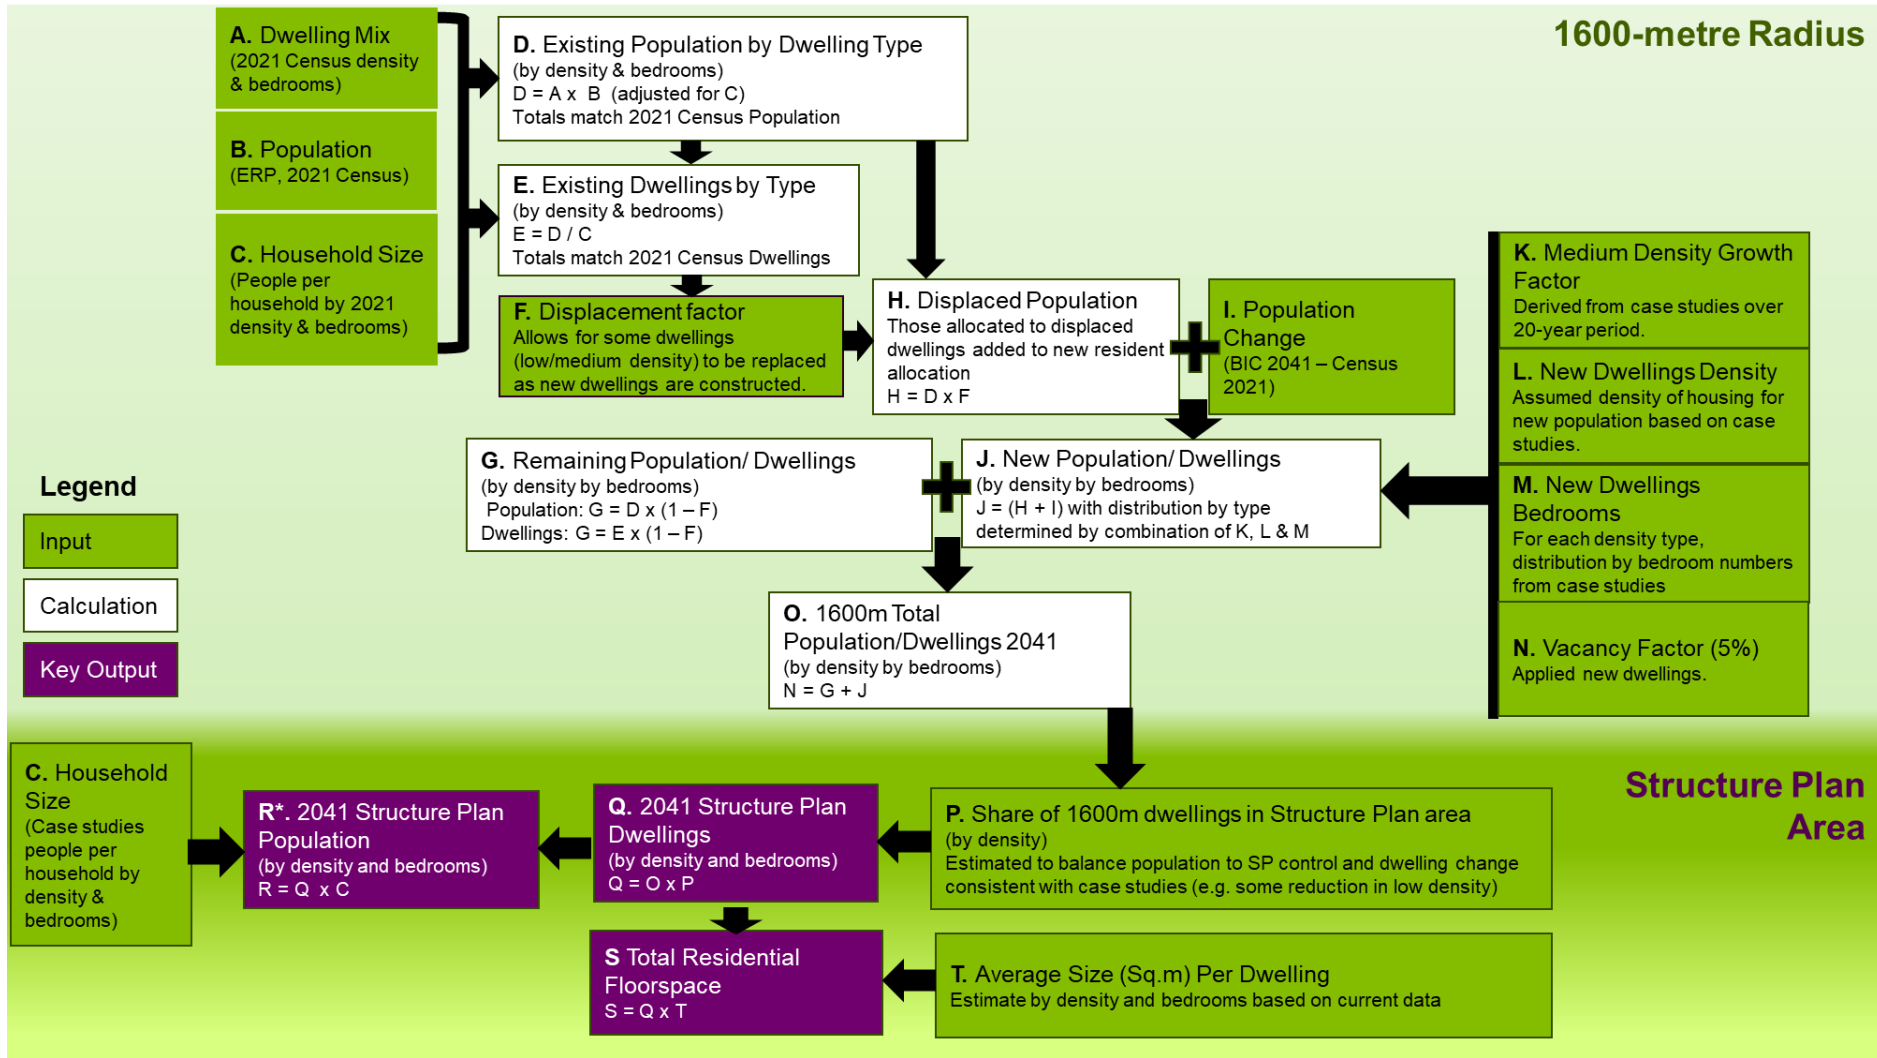 1600-metre Radius
A. Dwelling Mix
(2021 Census density
& bedrooms)
B. Population
(ERP, 2021 Census)
C. Household Size
(People per
household by 2021
density & bedrooms)
D. Existing Population by Dwelling Type
(by density & bedrooms)
D = A x B (adjusted for C)
Totals match 2021 Census Population
E. Existing Dwellings by Type
(by density & bedrooms)
E = D / C
Totals match 2021 Census Dwellings
F. Displacement factor
Allows for some dwellings
(low/medium density) to be replaced
as new dwellings are constructed.
H. Displaced Population
Those allocated to displaced
dwellings added to new resident
allocation
H = D x F
I. Population
Change
(BIC 2041 – Census
2021)
K. Medium Density Growth
Factor
Derived from case studies over
20-year period.
L. New Dwellings Density
Assumed density of housing for
new population based on case
studies.
M. New Dwellings
Bedrooms
For each density type,
distribution by bedroom numbers
from case studies
N. Vacancy Factor (5%)
Applied new dwellings.
G. Remaining Population/ Dwellings
(by density by bedrooms)
Population: G = D x (1 – F)
Dwellings: G = E x (1 – F)
J. New Population/ Dwellings
(by density by bedrooms)
J = (H + I) with distribution by type
determined by combination of K, L & M
Legend
Input
Calculation
Key Output
O. 1600m Total
Population/Dwellings 2041
(by density by bedrooms)
N = G + J
Structure Plan
Area
C. Household
Size
(Case studies
people per
household by
density &
bedrooms)
R*. 2041 Structure Plan
Population
(by density and bedrooms)
R = Q x C
Q. 2041 Structure Plan
Dwellings
(by density and bedrooms)
Q = O x P
P. Share of 1600m dwellings in Structure Plan area
(by density)
Estimated to balance population to SP control and dwelling change
consistent with case studies (e.g. some reduction in low density)
S Total Residential
Floorspace
S = Q x T
T. Average Size (Sq.m) Per Dwelling
Estimate by density and bedrooms based on current data